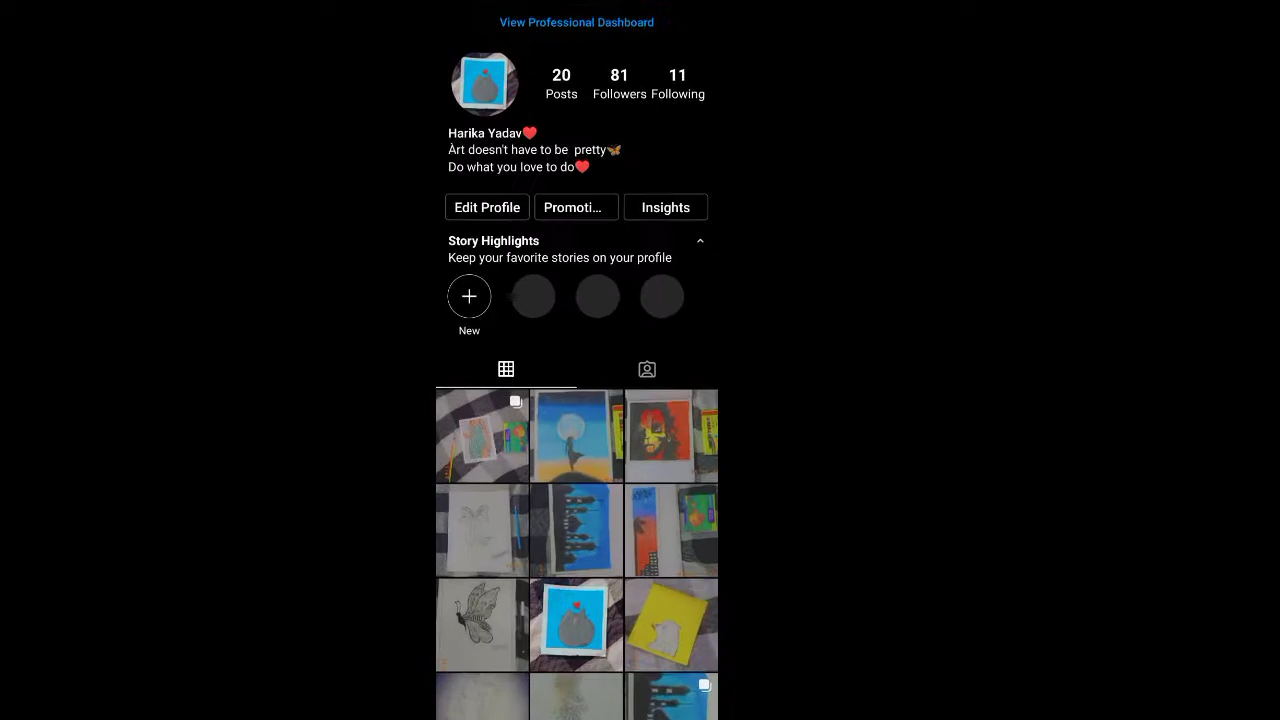 View Professional Dashboard
20 81 11
Posts Followers Following
Harika Yadav❤️
Àrt doesn't have to be pretty🦋
Do what you love to do❤️
Edit Profile Promoti... Insights
Story Highlights
Keep your favorite stories on your profile
New